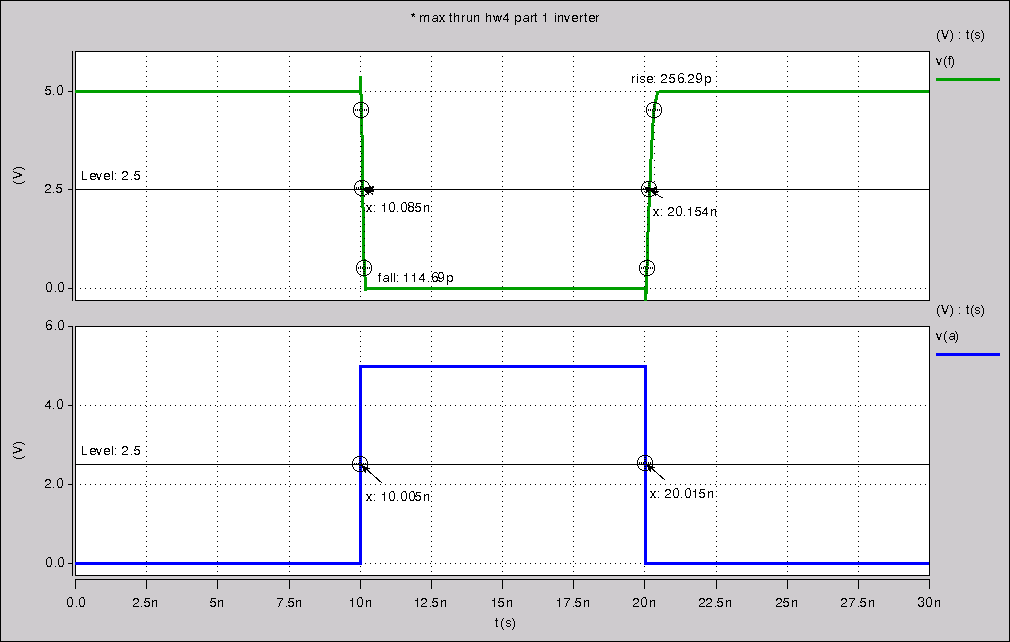 * max thrun hw4 part 1 inverter
(V) : t(s)
v(f)
rise: 256.29p
5.0
(V)
Level: 2.5
2.5
x: 10.085n
x: 20.154n
fall: 114.69p
0.0
(V) : t(s)
v(a)
6.0
4.0
(V)
Level: 2.5
x: 10.005n
x: 20.015n
2.0
0.0
0.0 2.5n 5n 7.5n 10n 12.5n 15n 17.5n 20n 22.5n 25n 27.5n 30n
t(s)